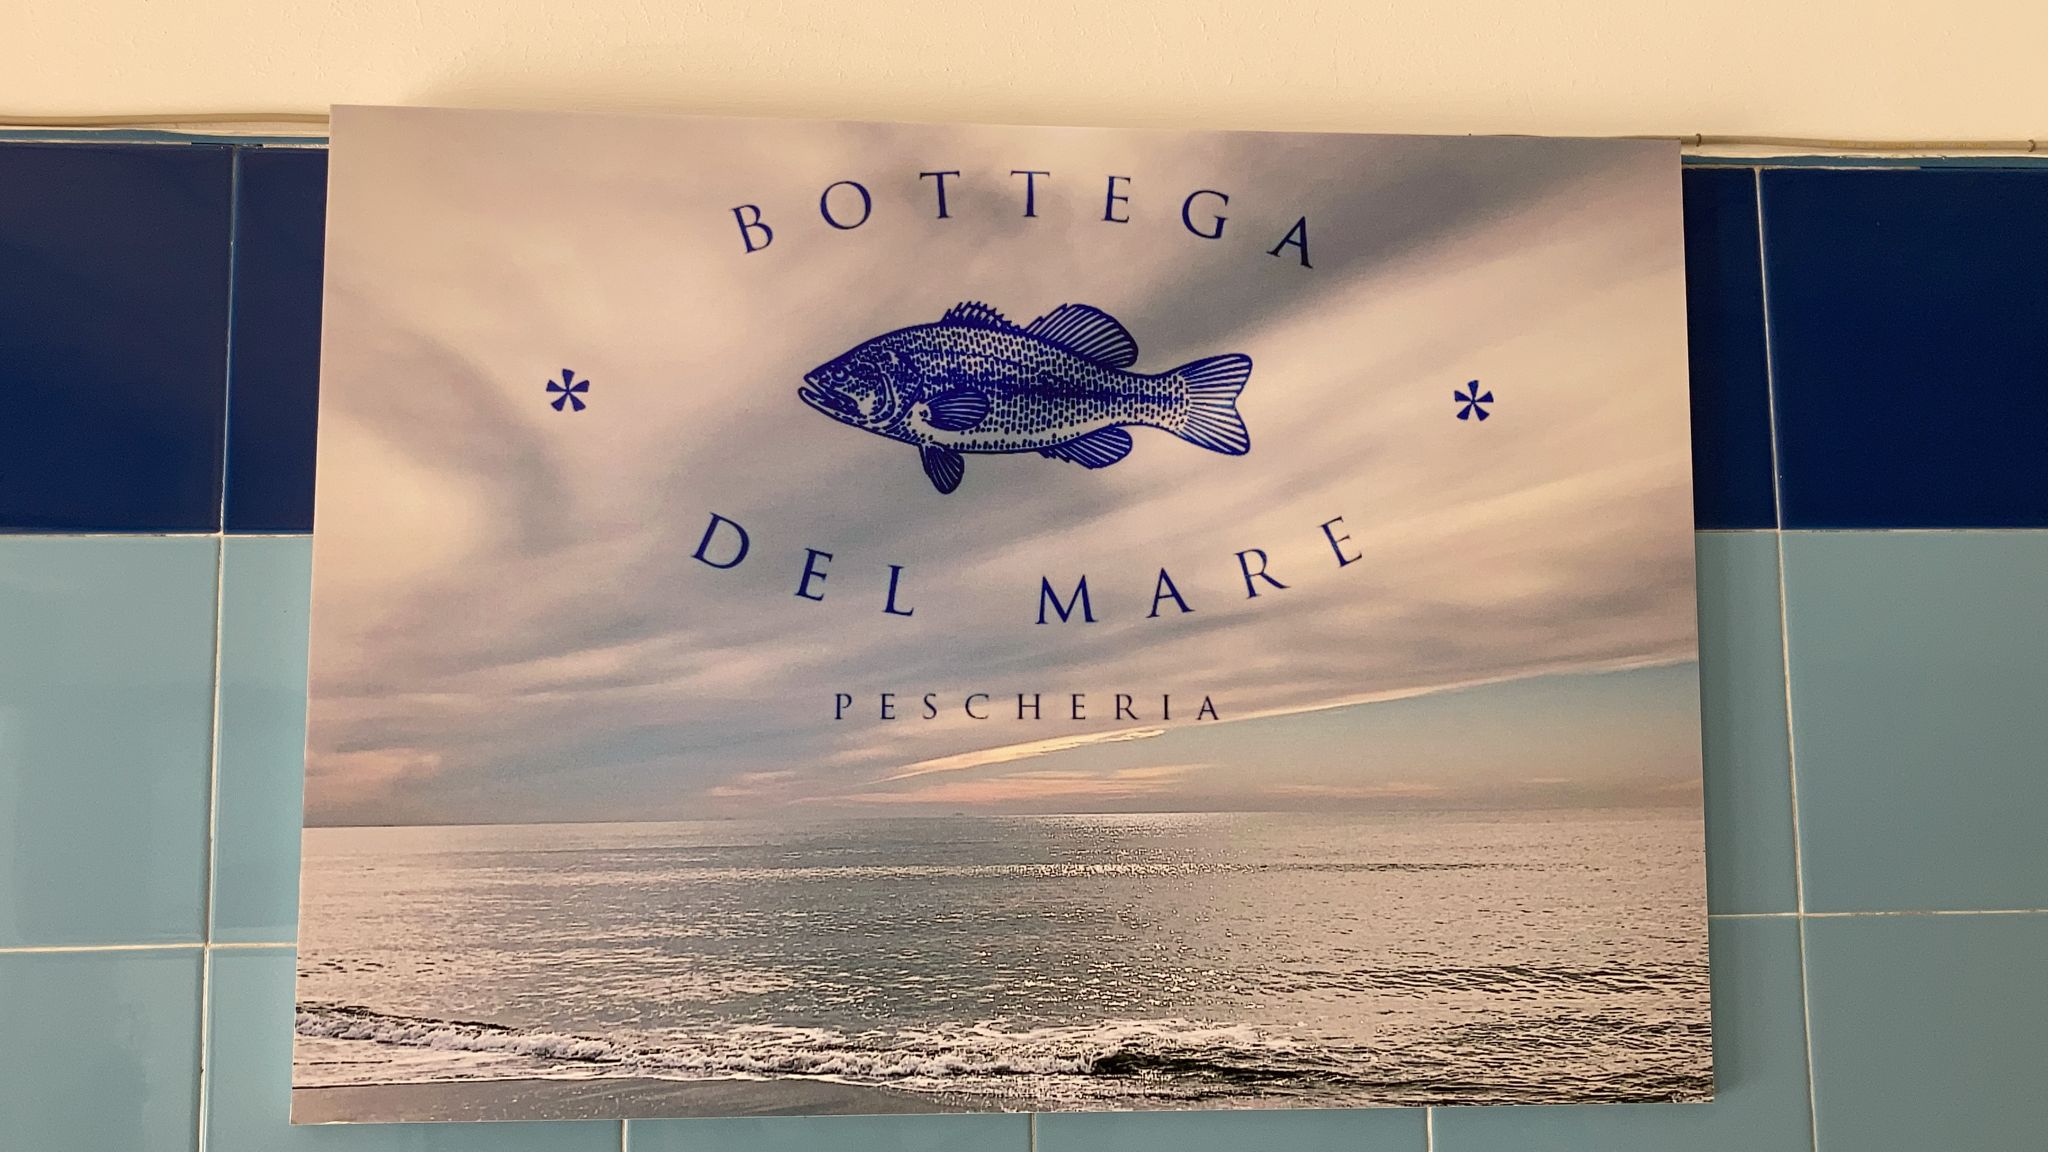 BOTTEGA
* *
DEL MARE
PESCHERIA